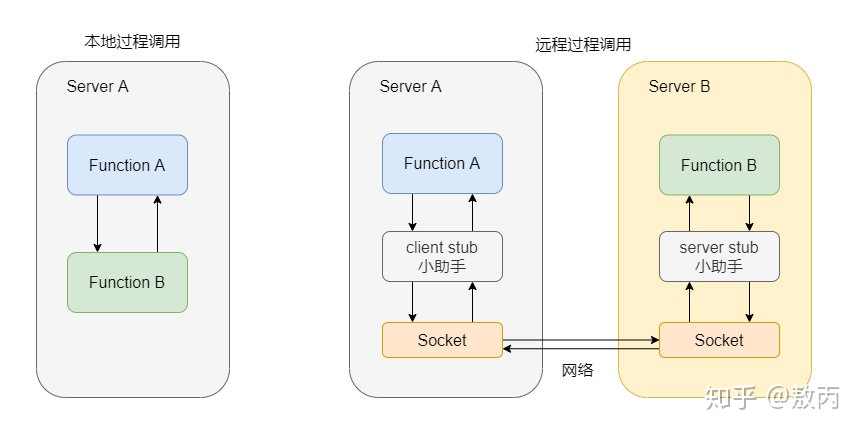 本地过程调用
远程过程调用
Server A
Server A
Server B
Function A
Function A
Function B
client stub
小助手
server stub
小助手
Function B
Socket
Socket
网络
知乎 @敖丙